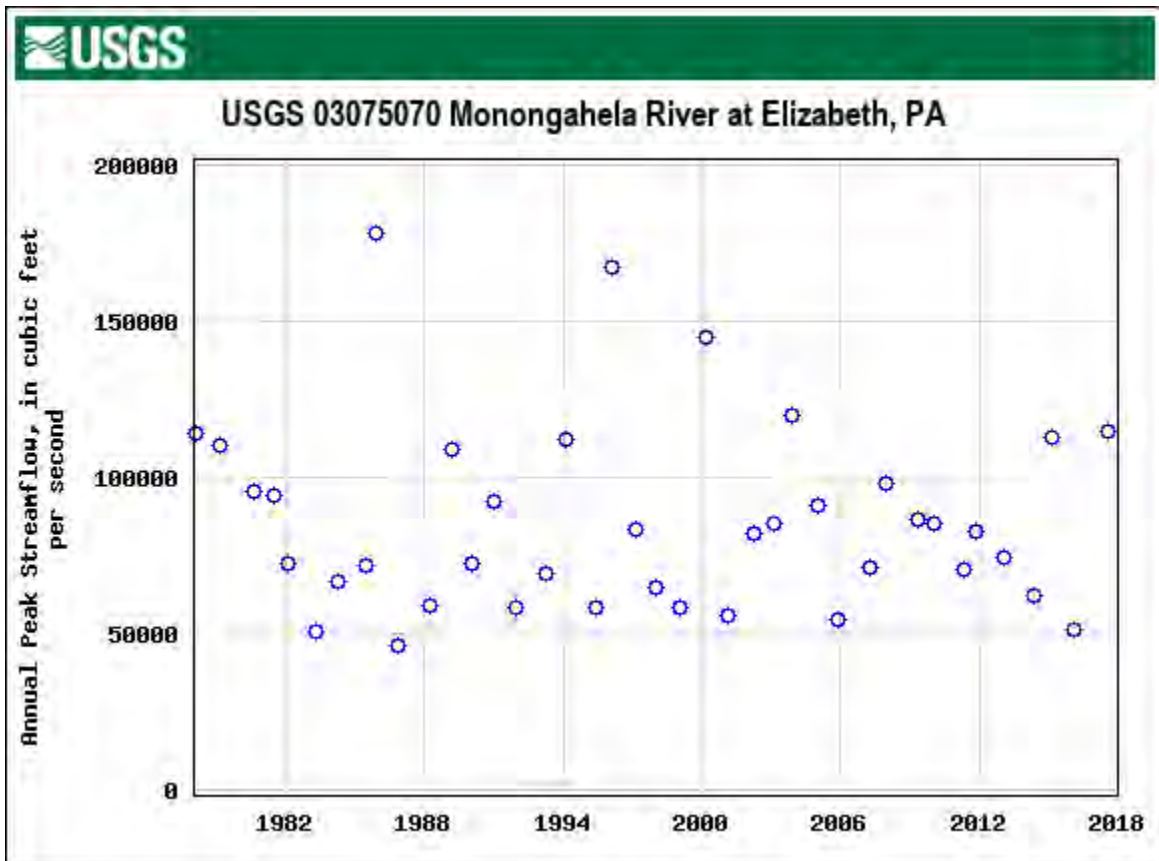 USGS
USGS 03075070 Monongahela River at Elizabeth, PA
Annual Peak Streamflow, in cubic feet
per second
200000
150000
100000
50000
0
1982 1988 1994 2000 2006 2012 2018